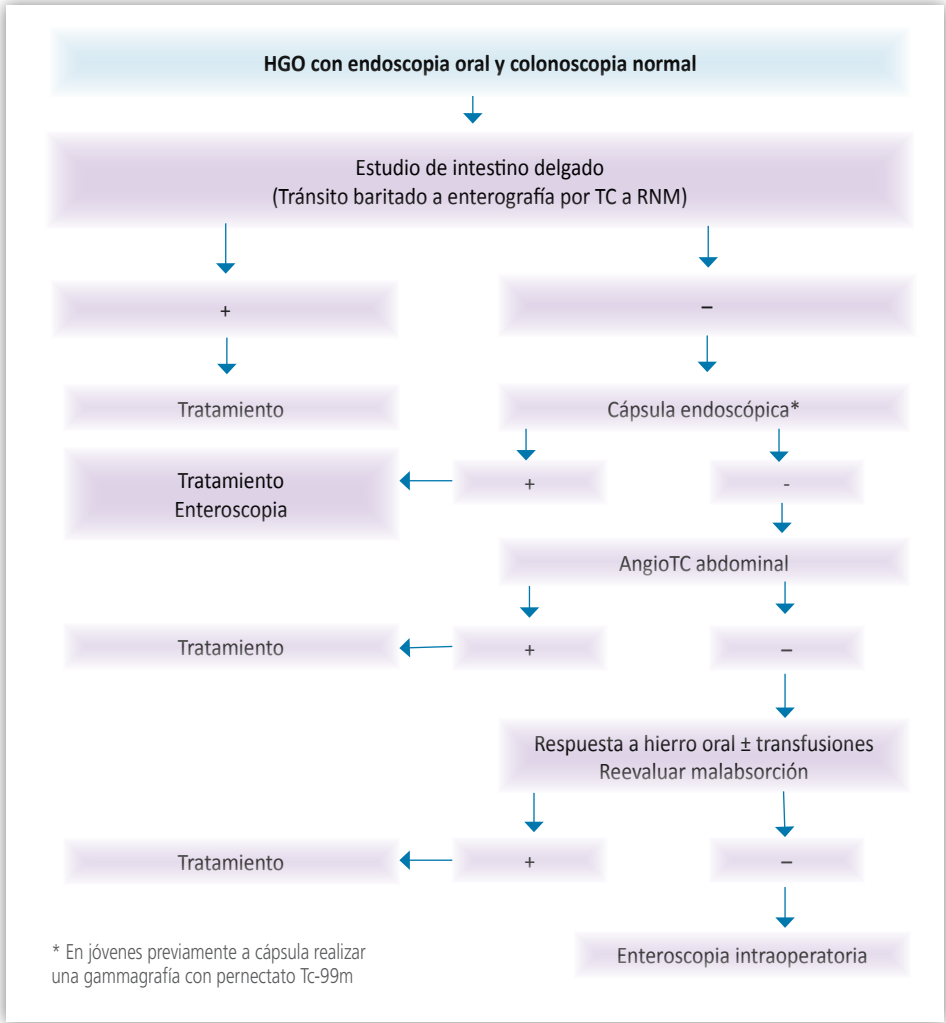 HGO con endoscopia oral y colonoscopia normal
Estudio de intestino delgado
(Tránsito baritado a enterografía por TC a RNM)
+
–
Tratamiento
Cápsula endoscópica*
Tratamiento
Enteroscopia
+
-
AngioTC abdominal
Tratamiento
+
–
Respuesta a hierro oral ± transfusiones
Reevaluar malabsorción
Tratamiento
+
–
Enteroscopia intraoperatoria
* En jóvenes previamente a cápsula realizar
una gammagrafía con pernectato Tc-99m